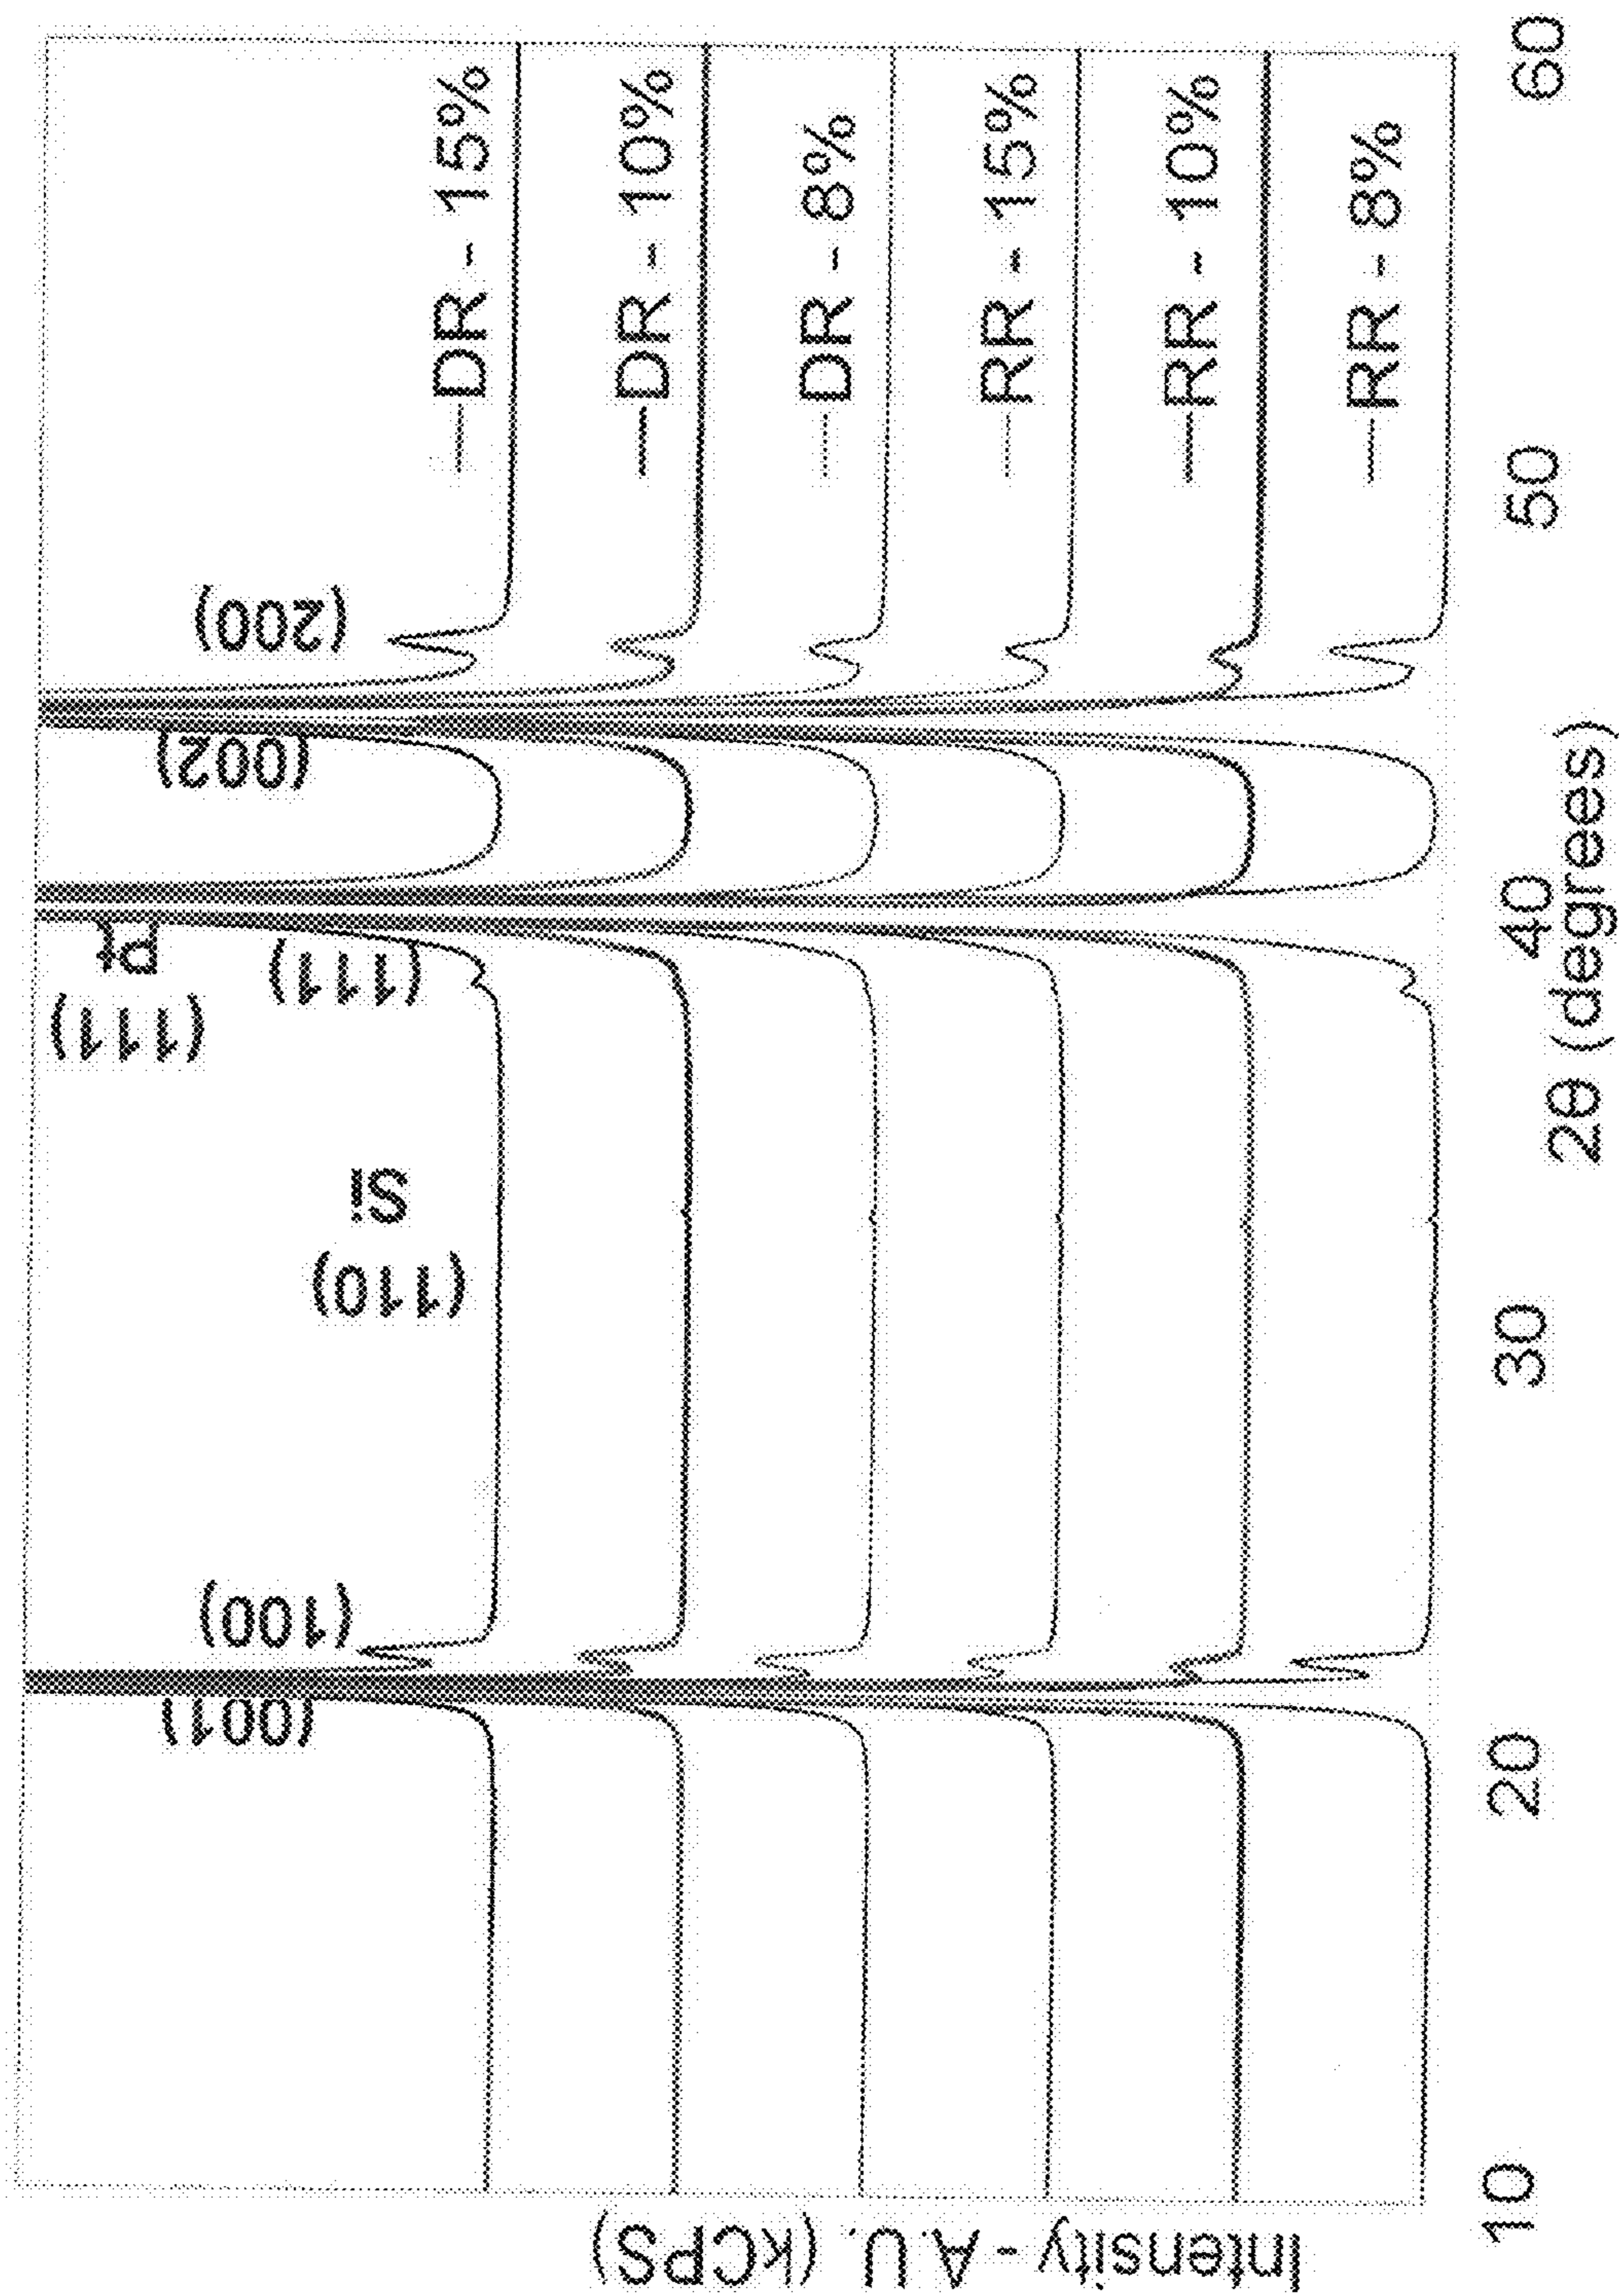 Intensity - A.U. (kCPS)
(001)
(100)
Si
(110)
Pt
(111)
(111)
(002)
(200)
DR - 15%
DR - 10%
DR - 8%
RR - 15%
RR - 10%
RR - 8%
10
20
30
40
50
60
2θ (degrees)